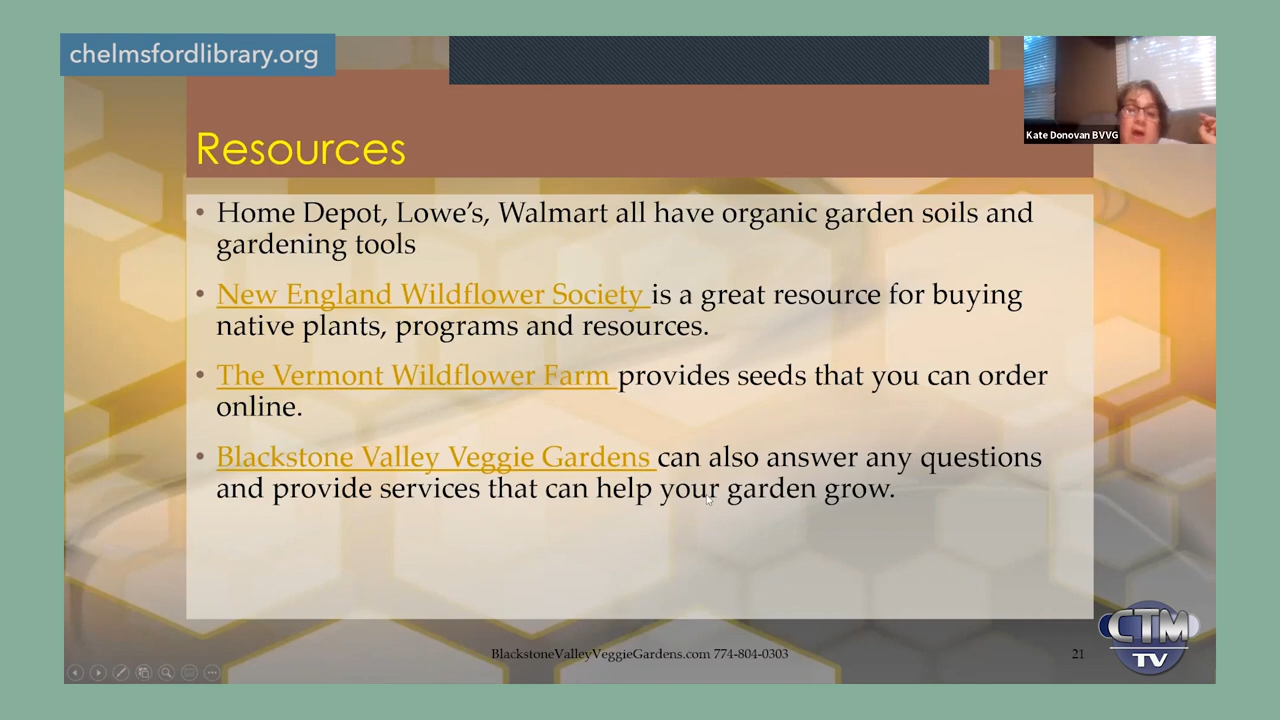 chelmsfordlibrary.org
Kate Donovan BVVG
Resources
• Home Depot, Lowe's, Walmart all have organic garden soils and
gardening tools
• New England Wildflower Society is a great resource for buying
native plants, programs and resources.
• The Vermont Wildflower Farm provides seeds that you can order
online.
• Blackstone Valley Veggie Gardens can also answer any questions
and provide services that can help your garden grow.
BlackstoneValleyVeggieGardens.com 774-804-0303
21
CTM
TV